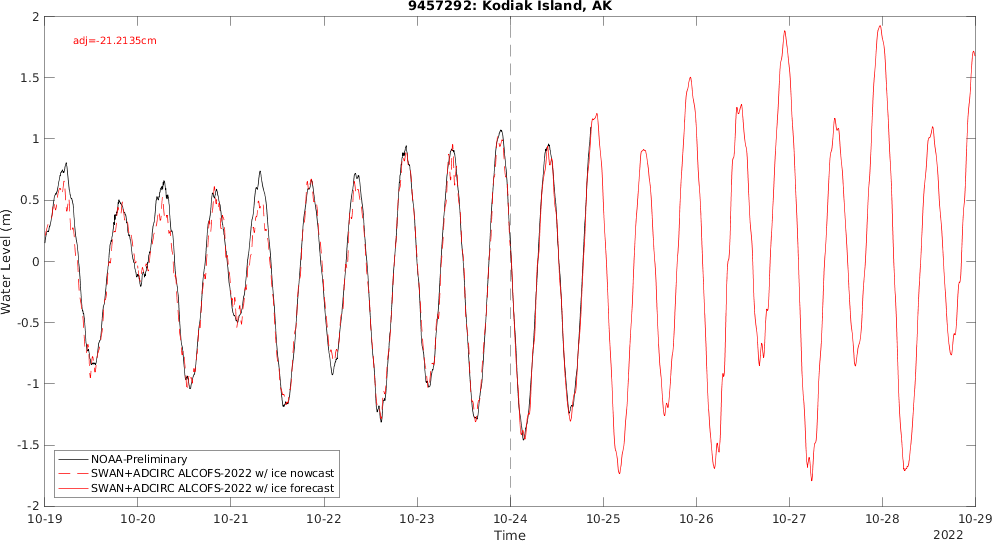 9457292: Kodiak Island, AK
adj=-21.2135cm
2
1.5
1
0.5
0
-0.5
-1
-1.5
-2
Water Level (m)
NOAA-Preliminary
SWAN+ADCIRC ALCOFS-2022 w/ ice nowcast
SWAN+ADCIRC ALCOFS-2022 w/ ice forecast
10-19 10-20 10-21 10-22 10-23 10-24 10-25 10-26 10-27 10-28 10-29
Time
2022